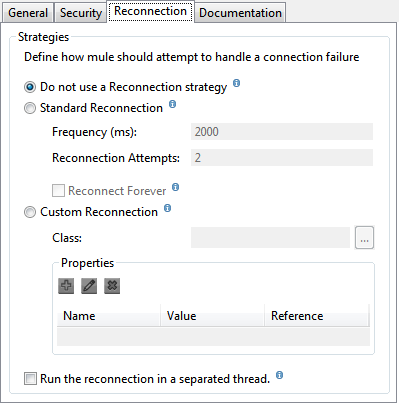 General Security Reconnection Documentation
Strategies
Define how mule should attempt to handle a connection failure
Do not use a Reconnection strategy
Standard Reconnection
Frequency (ms): 2000
Reconnection Attempts: 2
Reconnect Forever
Custom Reconnection
Class: ...
Properties
Name Value Reference
Run the reconnection in a separated thread.